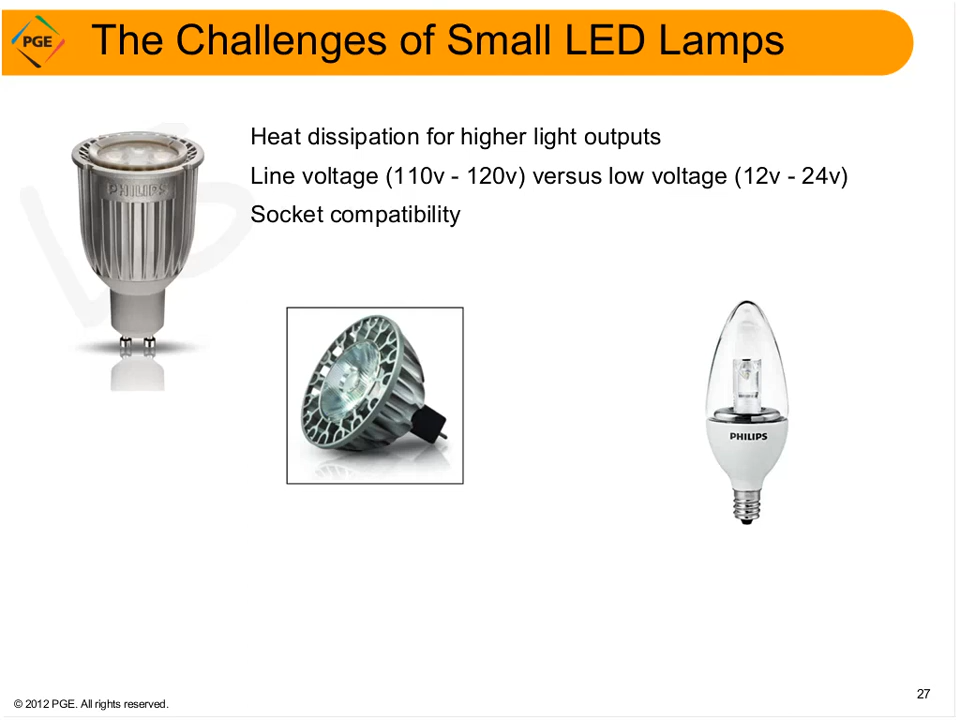 PGE
The Challenges of Small LED Lamps
Heat dissipation for higher light outputs
Line voltage (110v - 120v) versus low voltage (12v - 24v)
Socket compatibility
PHILIPS
PHILIPS
© 2012 PGE. All rights reserved.
27